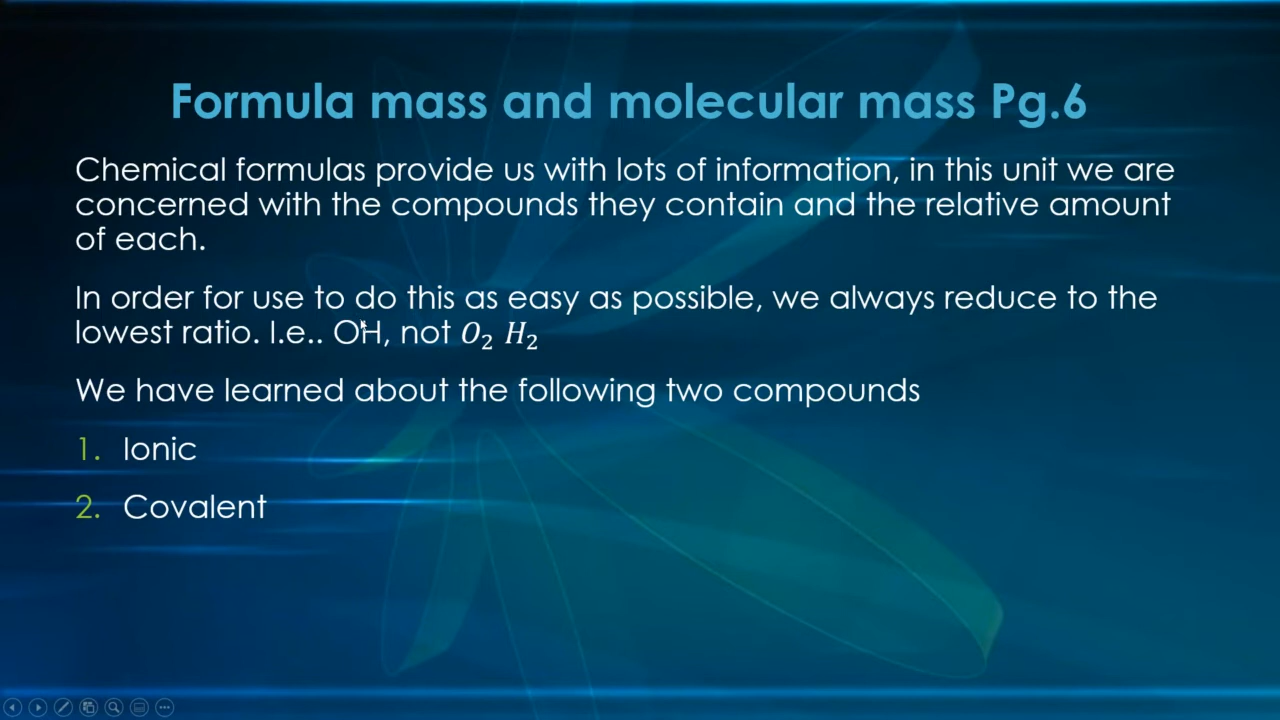 Formula mass and molecular mass Pg.6
Chemical formulas provide us with lots of information, in this unit we are
concerned with the compounds they contain and the relative amount
of each.
In order for use to do this as easy as possible, we always reduce to the
lowest ratio. I.e.. OH, not O₂ H₂
We have learned about the following two compounds
1. Ionic
2. Covalent